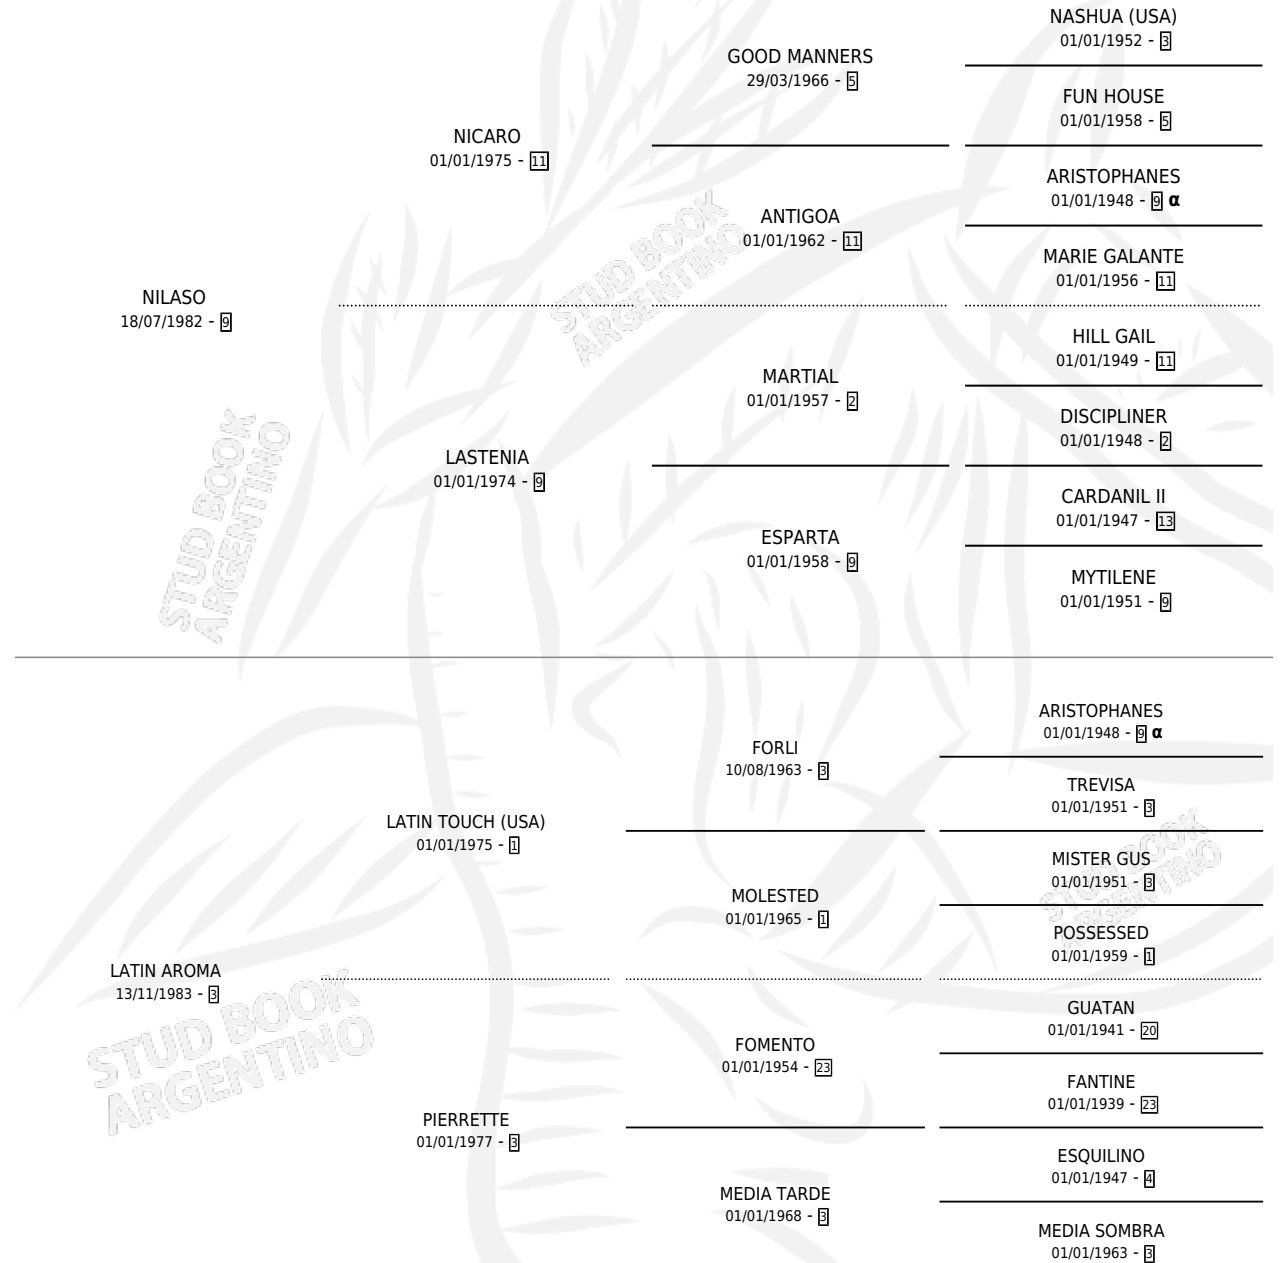 NASHUA (USA)
01/01/1952 - 3
GOOD MANNERS
29/03/1966 - 5
FUN HOUSE
01/01/1958 - 5
NICARO
01/01/1975 - 11
ARISTOPHANES
01/01/1948 - 9 α
ANTIGOA
01/01/1962 - 11
MARIE GALANTE
01/01/1956 - 11
NILASO
18/07/1982 - 9
HILL GAIL
01/01/1949 - 11
MARTIAL
01/01/1957 - 2
DISCIPLINER
01/01/1948 - 2
LASTENIA
01/01/1974 - 9
CARDANIL II
01/01/1947 - 13
ESPARTA
01/01/1958 - 9
MYTILENE
01/01/1951 - 9
STUD BOOK
ARGENTINO
STUD BOOK
ARGENTINO
ARISTOPHANES
01/01/1948 - 9 α
FORLI
10/08/1963 - 3
TREVISA
01/01/1951 - 3
LATIN TOUCH (USA)
01/01/1975 - 1
MISTER GUS
01/01/1951 - 3
MOLESTED
01/01/1965 - 1
POSSESSED
01/01/1959 - 1
LATIN AROMA
13/11/1983 - 3
GUATAN
01/01/1941 - 20
FOMENTO
01/01/1954 - 23
FANTINE
01/01/1939 - 23
PIERRETTE
01/01/1977 - 3
ESQUILINO
01/01/1947 - 4
MEDIA TARDE
01/01/1968 - 3
MEDIA SOMBRA
01/01/1963 - 3
STUD BOOK
ARGENTINO
STUD BOOK
ARGENTINO